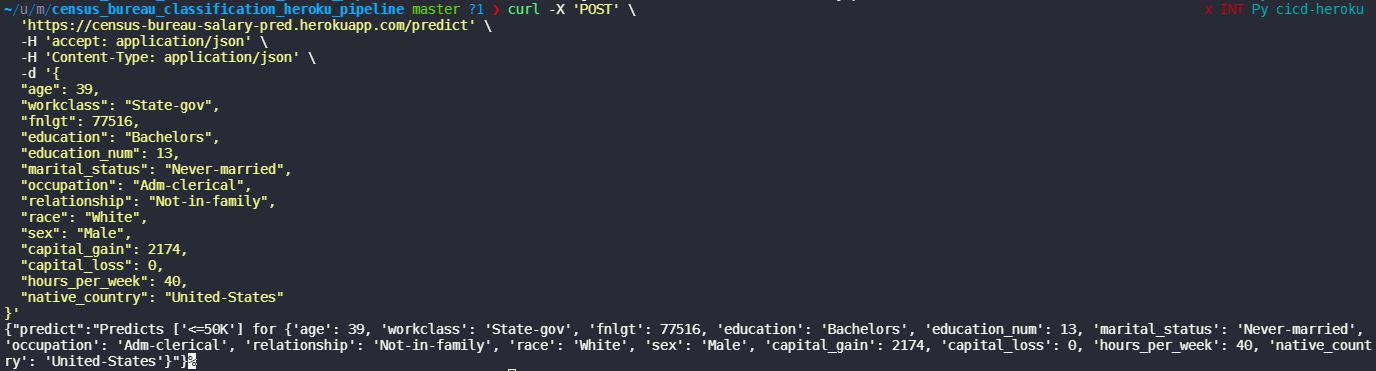 ~/u/m/census_bureau_classification_heroku_pipeline master ?1 ❯ curl -X 'POST' \ x INT Py cicd-heroku
'https://census-bureau-salary-pred.herokuapp.com/predict' \
-H 'accept: application/json' \
-H 'Content-Type: application/json' \
-d '{
"age": 39,
"workclass": "State-gov",
"fnlgt": 77516,
"education": "Bachelors",
"education_num": 13,
"marital_status": "Never-married",
"occupation": "Adm-clerical",
"relationship": "Not-in-family",
"race": "White",
"sex": "Male",
"capital_gain": 2174,
"capital_loss": 0,
"hours_per_week": 40,
"native_country": "United-States"
}'
{"predict":"Predicts ['<=50K'] for {'age': 39, 'workclass': 'State-gov', 'fnlgt': 77516, 'education': 'Bachelors', 'education_num': 13, 'marital_status': 'Never-married',
'occupation': 'Adm-clerical', 'relationship': 'Not-in-family', 'race': 'White', 'sex': 'Male', 'capital_gain': 2174, 'capital_loss': 0, 'hours_per_week': 40, 'native_count
ry': 'United-States'}"}%